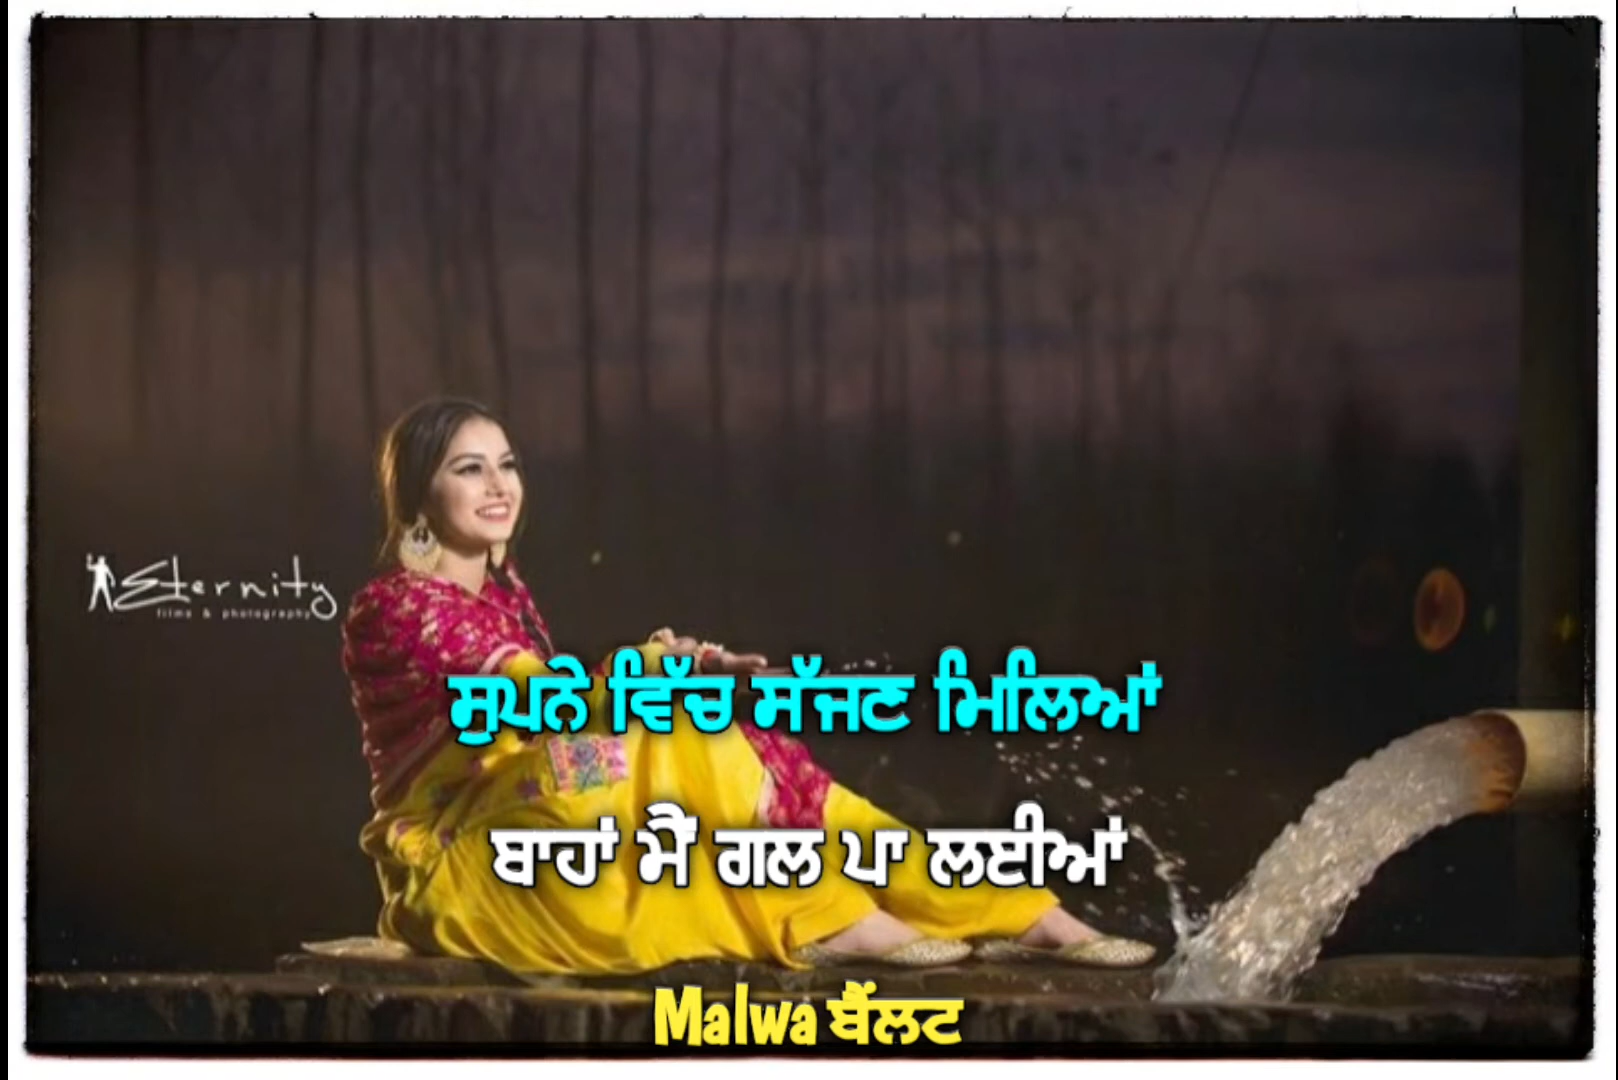 Eternity
films & photography
ਸੁਪਨੇ ਵਿੱਚ ਸੱਜਣ ਮਿਲਿਆਂ
ਬਾਹਾਂ ਮੈਂ ਗਲ ਪਾ ਲਈਆਂ
Malwa ਬੈਂਲਟ